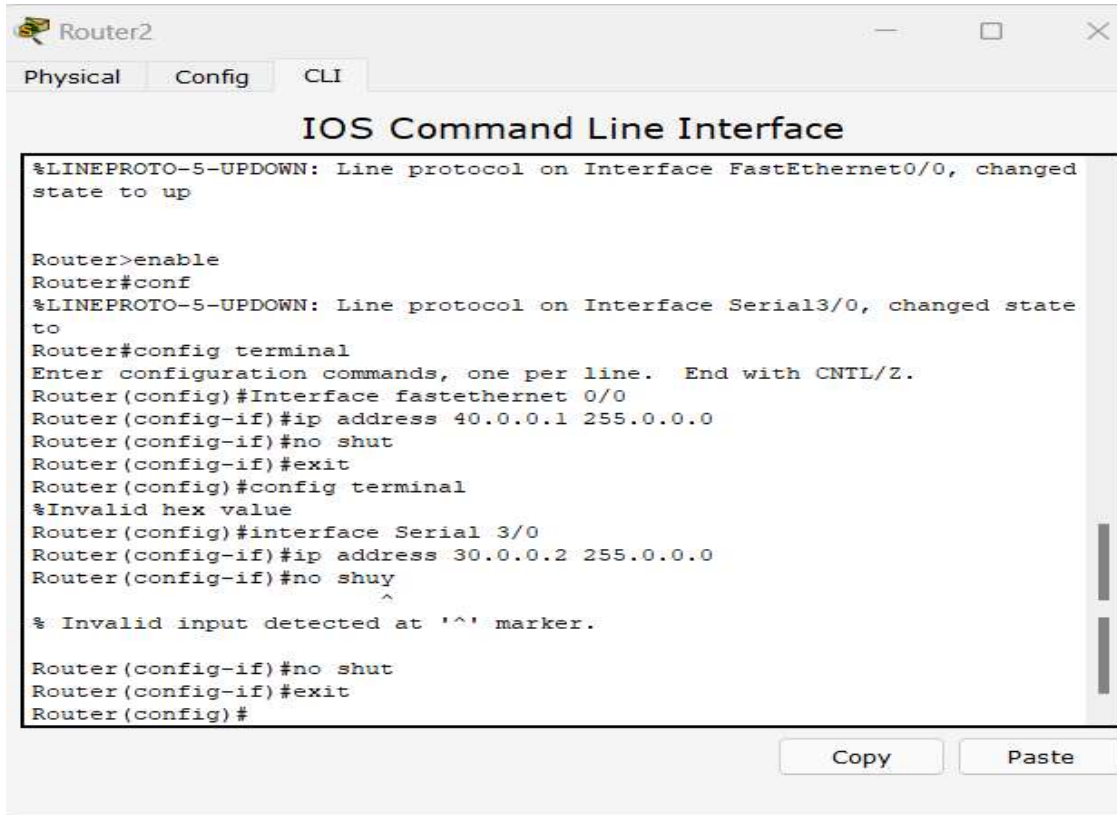 Router2
Physical Config CLI
IOS Command Line Interface
%LINEPROTO-5-UPDOWN: Line protocol on Interface FastEthernet0/0, changed
state to up
Router>enable
Router#conf
%LINEPROTO-5-UPDOWN: Line protocol on Interface Serial3/0, changed state
to
Router#config terminal
Enter configuration commands, one per line.  End with CNTL/Z.
Router(config)#Interface fastethernet 0/0
Router(config-if)#ip address 40.0.0.1 255.0.0.0
Router(config-if)#no shut
Router(config-if)#exit
Router(config)#config terminal
%Invalid hex value
Router(config)#interface Serial 3/0
Router(config-if)#ip address 30.0.0.2 255.0.0.0
Router(config-if)#no shuy
^
% Invalid input detected at '^' marker.
Router(config-if)#no shut
Router(config-if)#exit
Router(config)#
Copy Paste